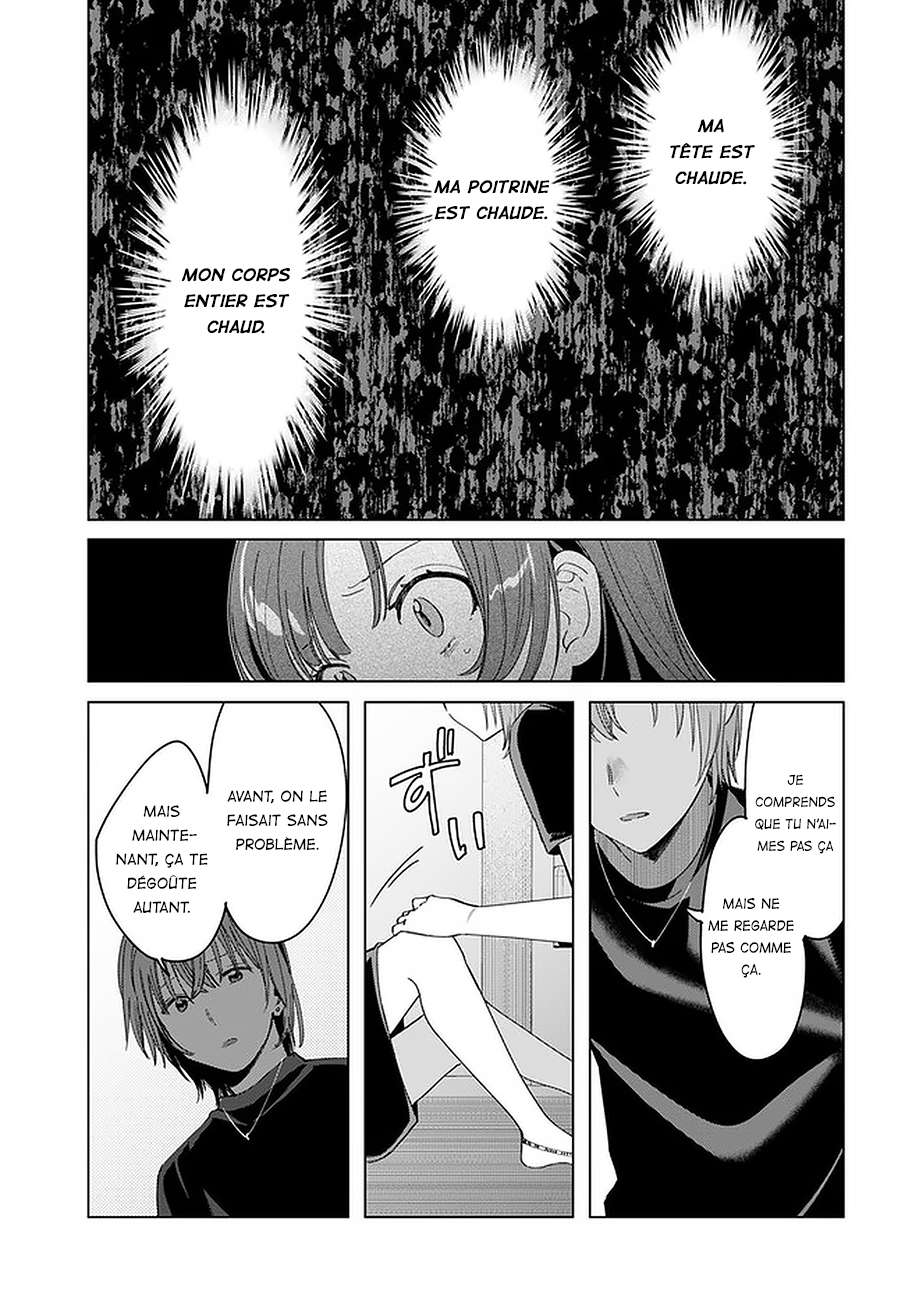 MA
TÊTE EST
CHAUDE.
MA POITRINE
EST CHAUDE.
MON CORPS
ENTIER EST
CHAUD.
JE
COMPRENDS
QUE TU N'AI-
MES PAS ÇA
MAIS NE
ME REGARDE
PAS COMME
ÇA.
ずいっ
AVANT, ON LE
FAISAIT SANS
PROBLÈME.
MAIS
MAINTE-
NANT, ÇA TE
DÉGOÛTE
AUTANT.